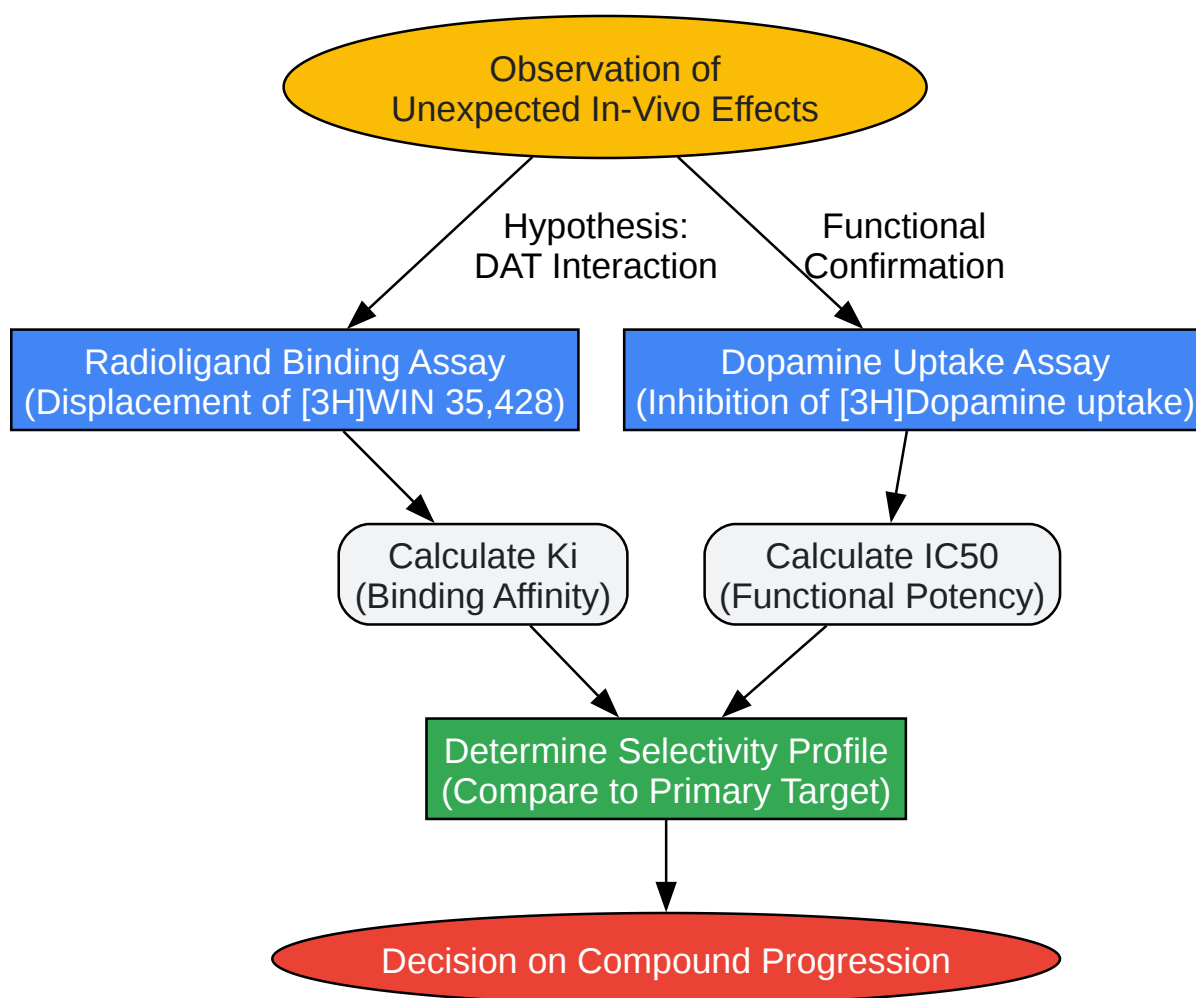 Observation of
Unexpected In-Vivo Effects
Hypothesis:
DAT Interaction
Functional
Confirmation
Radioligand Binding Assay
(Displacement of [3H]WIN 35,428)
Dopamine Uptake Assay
(Inhibition of [3H]Dopamine uptake)
Calculate Ki
(Binding Affinity)
Calculate IC50
(Functional Potency)
Determine Selectivity Profile
(Compare to Primary Target)
Decision on Compound Progression